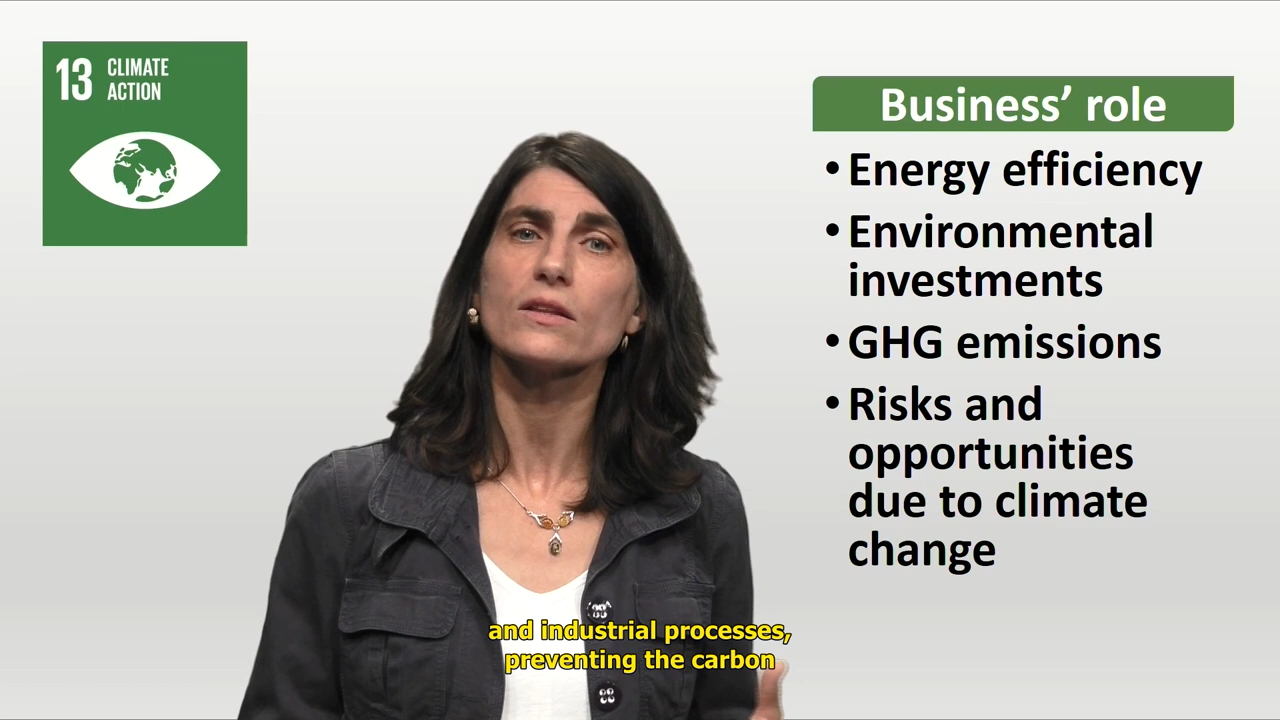 13 CLIMATE
ACTION
Business’ role
• Energy efficiency
• Environmental
investments
• GHG emissions
• Risks and
opportunities
due to climate
change
and industrial processes,
preventing the carbon